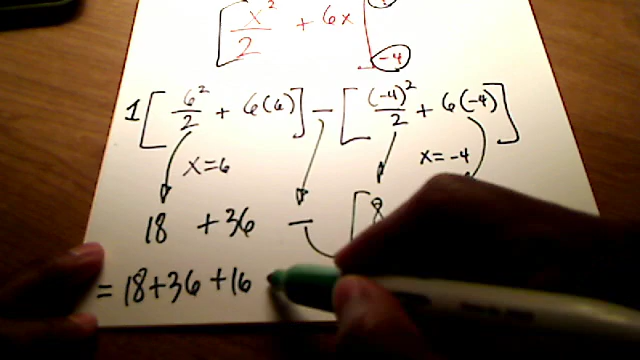 [x²/2 + 6x] -4
1[6²/2 + 6(6)] - [(-4)²/2 + 6(-4)]
x=6 x=-4
18 + 36 - [8
= 18+36+16